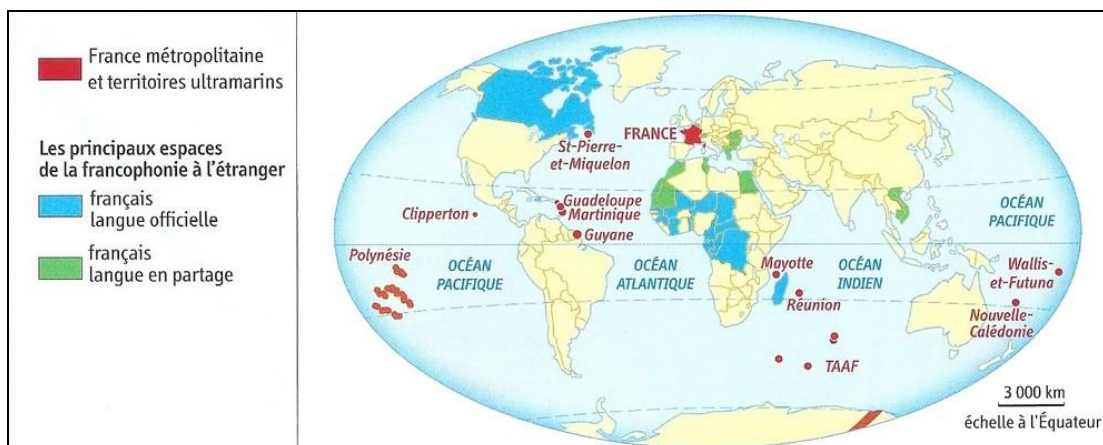 France métropolitaine
et territoires ultramarins
Les principaux espaces
de la francophonie à l'étranger
français
langue officielle
français
langue en partage
FRANCE
St-Pierre-
et-Miquelon
Guadeloupe
Martinique
Clipperton
Guyane
Polynésie
OCÉAN
PACIFIQUE
OCÉAN
ATLANTIQUE
Mayotte
OCÉAN
INDIEN
Réunion
TAAF
OCÉAN
PACIFIQUE
Wallis-
et-Futuna
Nouvelle-
Calédonie
3 000 km
échelle à l'Équateur